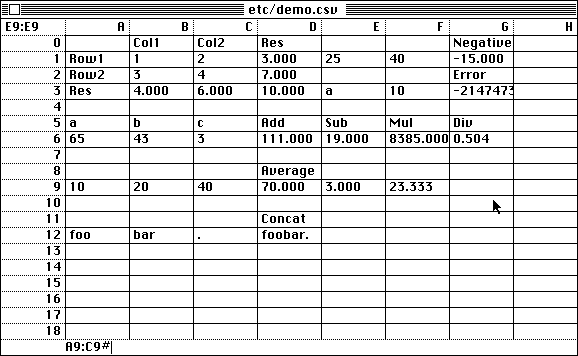 etc/demo.csv
E9:E9 A B C D E F G H
0 Col1 Col2 Res Negative
1 Row1 1 2 3.000 25 40 -15.000
2 Row2 3 4 7.000 Error
3 Res 4.000 6.000 10.000 a 10 -2147473
4
5 a b c Add Sub Mul Div
6 65 43 3 111.000 19.000 8385.000 0.504
7
8 Average
9 10 20 40 70.000 3.000 23.333
10
11 Concat
12 foo bar . foobar.
13
14
15
16
17
18
A9:C9#